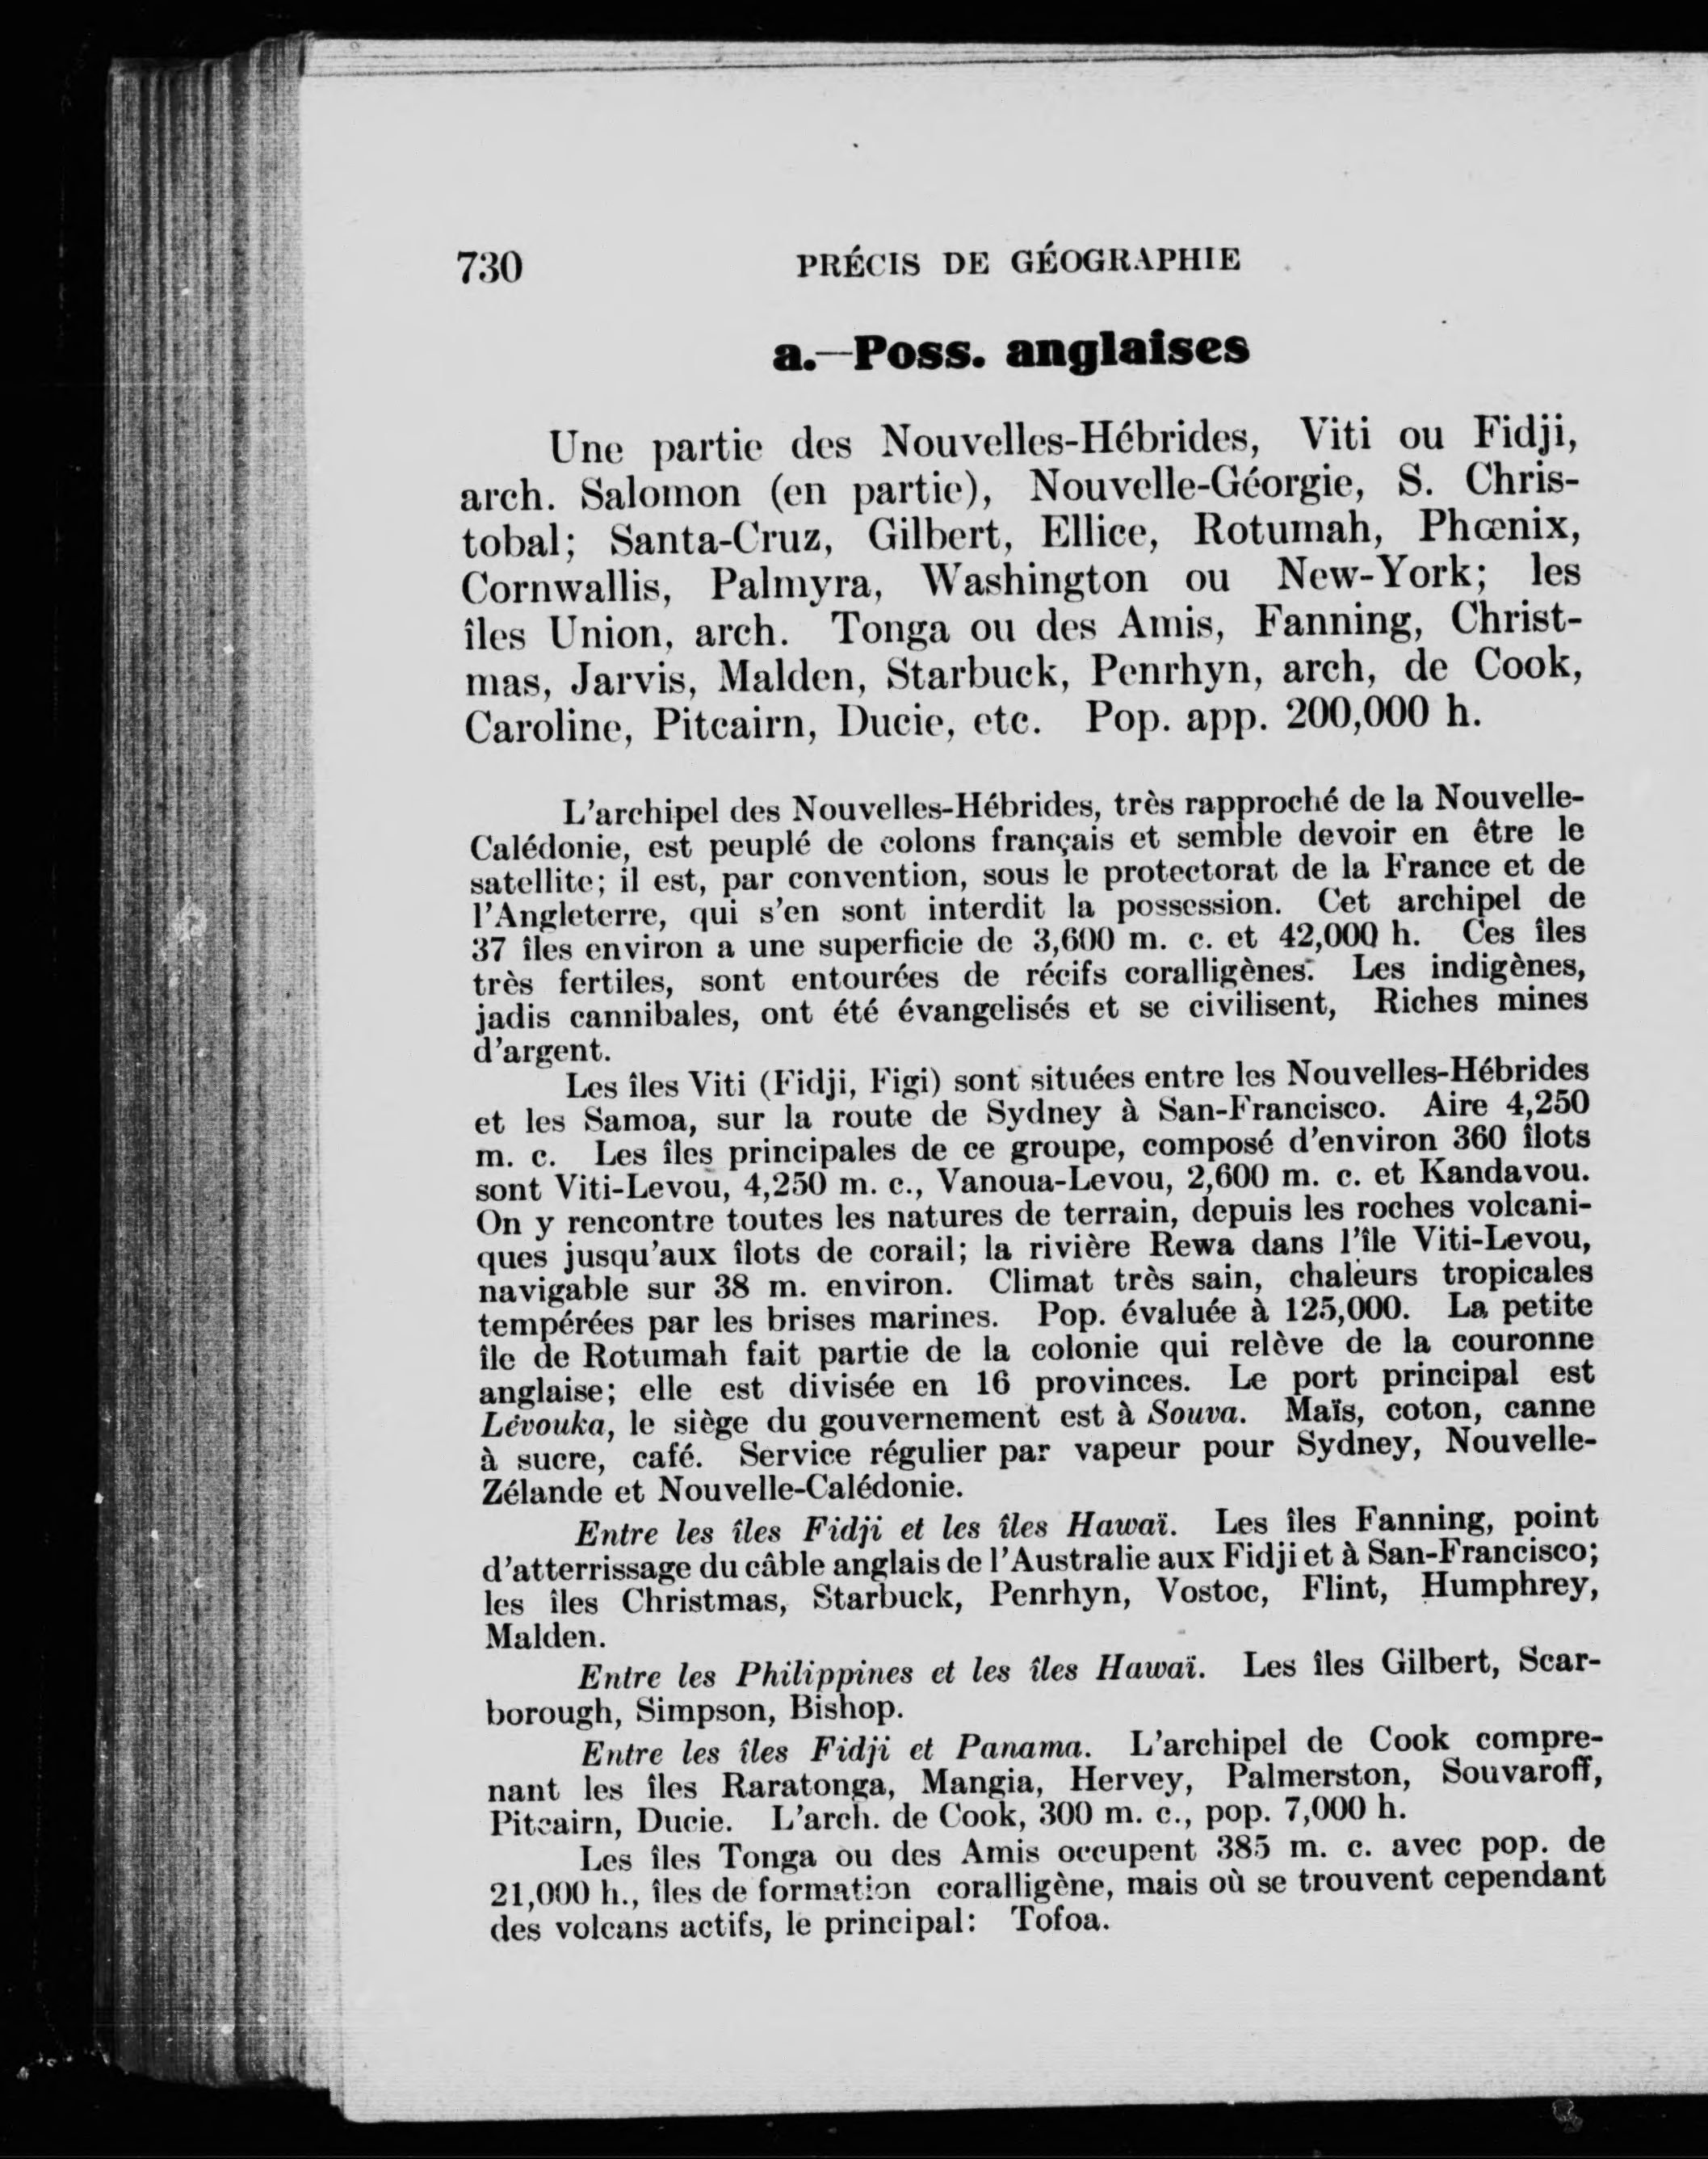 730 PRÉCIS DE GÉOGRAPHIE
a.—Poss. anglaises
Une partie des Nouvelles-Hébrides, Viti ou Fidji,
arch. Salomon (en partie), Nouvelle-Géorgie, S. Chris-
tobal; Santa-Cruz, Gilbert, Ellice, Rotumah, Phœnix,
Cornwallis, Palmyra, Washington ou New-York; les
îles Union, arch. Tonga ou des Amis, Fanning, Christ-
mas, Jarvis, Malden, Starbuck, Penrhyn, arch, de Cook,
Caroline, Pitcairn, Ducie, etc. Pop. app. 200,000 h.
L'archipel des Nouvelles-Hébrides, très rapproché de la Nouvelle-
Calédonie, est peuplé de colons français et semble devoir en être le
satellite; il est, par convention, sous le protectorat de la France et de
l'Angleterre, qui s'en sont interdit la possession. Cet archipel de
37 îles environ a une superficie de 3,600 m. c. et 42,000 h. Ces îles
très fertiles, sont entourées de récifs coralligènes. Les indigènes,
jadis cannibales, ont été évangelisés et se civilisent, Riches mines
d'argent.
Les îles Viti (Fidji, Figi) sont situées entre les Nouvelles-Hébrides
et les Samoa, sur la route de Sydney à San-Francisco. Aire 4,250
m. c. Les îles principales de ce groupe, composé d'environ 360 îlots
sont Viti-Levou, 4,250 m. c., Vanoua-Levou, 2,600 m. c. et Kandavou.
On y rencontre toutes les natures de terrain, depuis les roches volcani-
ques jusqu'aux îlots de corail; la rivière Rewa dans l'île Viti-Levou,
navigable sur 38 m. environ. Climat très sain, chaleurs tropicales
tempérées par les brises marines. Pop. évaluée à 125,000. La petite
île de Rotumah fait partie de la colonie qui relève de la couronne
anglaise; elle est divisée en 16 provinces. Le port principal est
Lévouka, le siège du gouvernement est à Souva. Maïs, coton, canne
à sucre, café. Service régulier par vapeur pour Sydney, Nouvelle-
Zélande et Nouvelle-Calédonie.
Entre les îles Fidji et les îles Hawaï. Les îles Fanning, point
d'atterrissage du câble anglais de l'Australie aux Fidji et à San-Francisco;
les îles Christmas, Starbuck, Penrhyn, Vostoc, Flint, Humphrey,
Malden.
Entre les Philippines et les îles Hawaï. Les îles Gilbert, Scar-
borough, Simpson, Bishop.
Entre les îles Fidji et Panama. L'archipel de Cook compre-
nant les îles Raratonga, Mangia, Hervey, Palmerston, Souvaroff,
Pitcairn, Ducie. L'arch. de Cook, 300 m. c., pop. 7,000 h.
Les îles Tonga ou des Amis occupent 385 m. c. avec pop. de
21,000 h., îles de formation coralligène, mais où se trouvent cependant
des volcans actifs, le principal: Tofoa.